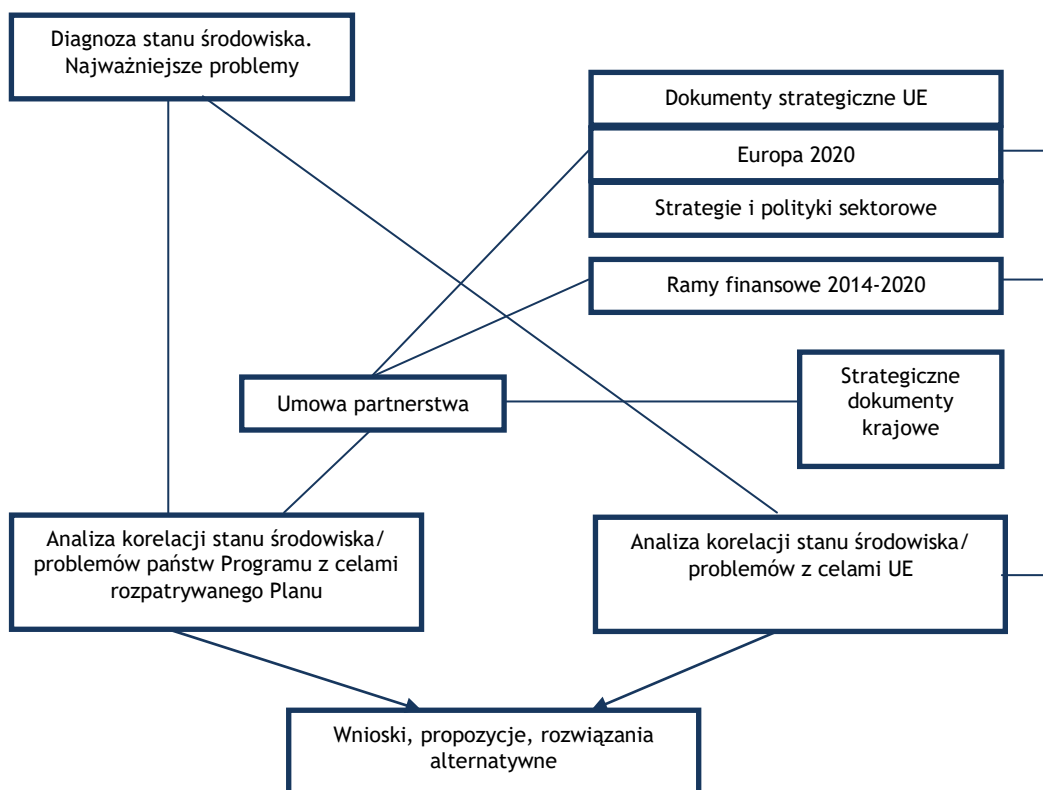 Diagnoza stanu środowiska.
Najważniejsze problemy
Dokumenty strategiczne UE
Europa 2020
Strategie i polityki sektorowe
Ramy finansowe 2014-2020
Strategiczne
dokumenty
krajowe
Umowa partnerstwa
Analiza korelacji stanu środowiska/
problemów państw Programu z celami
rozpatrywanego Planu
Analiza korelacji stanu środowiska/
problemów z celami UE
Wnioski, propozycje, rozwiązania
alternatywne